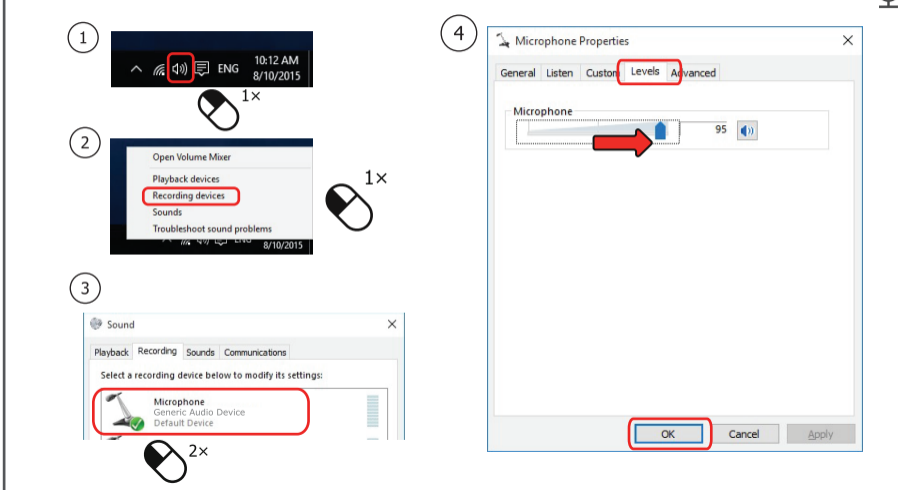 1
10:12 AM
ENG
8/10/2015
1×
2
Open Volume Mixer
Playback devices
Recording devices
Sounds
Troubleshoot sound problems
8/10/2015
1×
3
Sound
Playback Recording Sounds Communications
Select a recording device below to modify its settings:
Microphone
Generic Audio Device
Default Device
2×
4
Microphone Properties
General Listen Custom Levels Advanced
Microphone
95
OK Cancel Apply